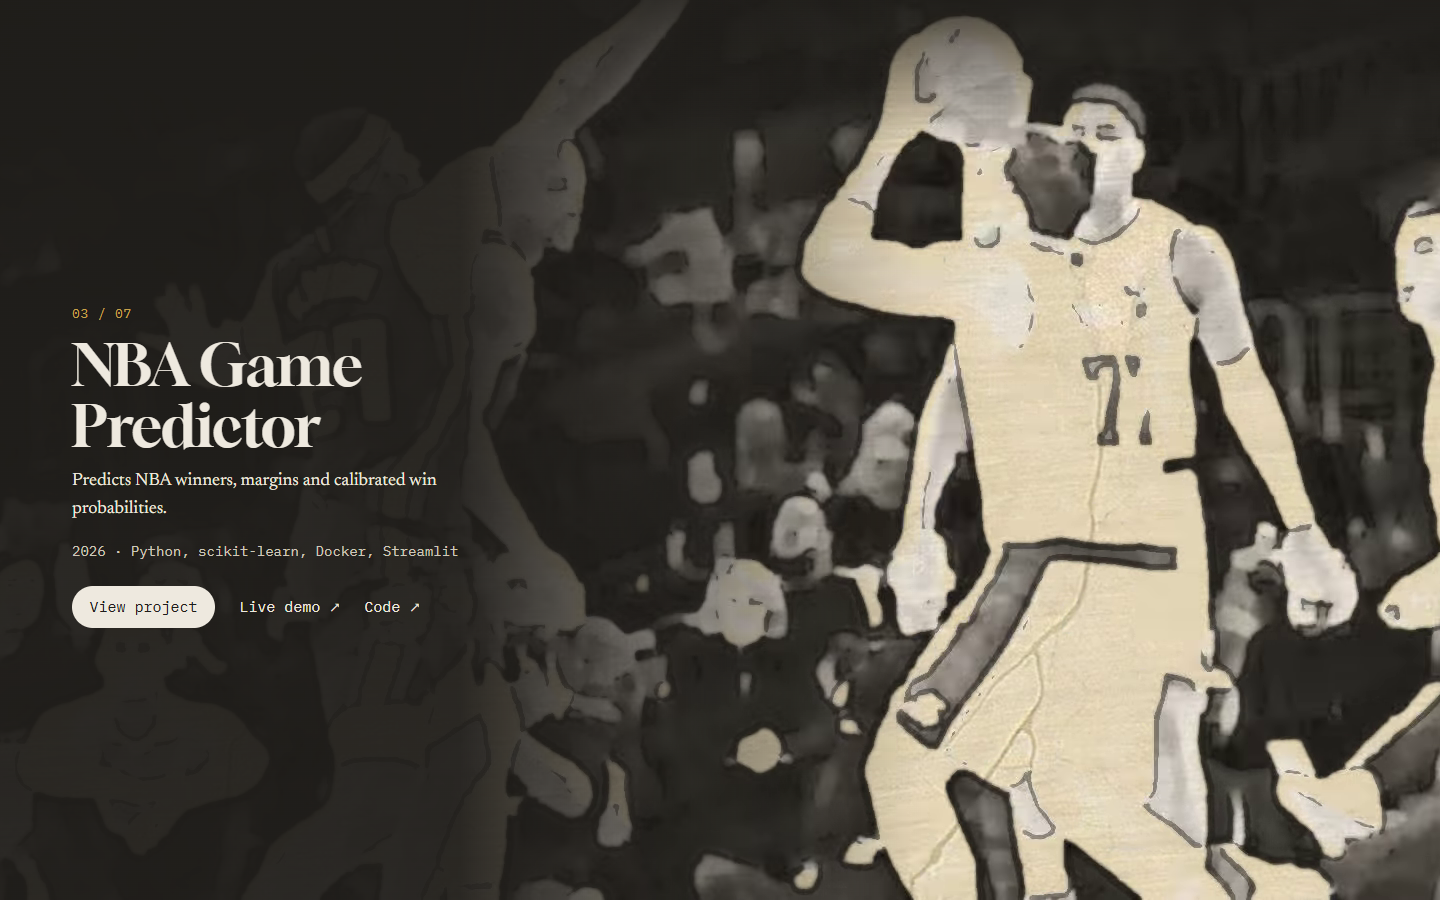 03 / 07
NBA Game
Predictor
Predicts NBA winners, margins and calibrated win
probabilities.
2026 · Python, scikit-learn, Docker, Streamlit
View project
Live demo ↗
Code ↗